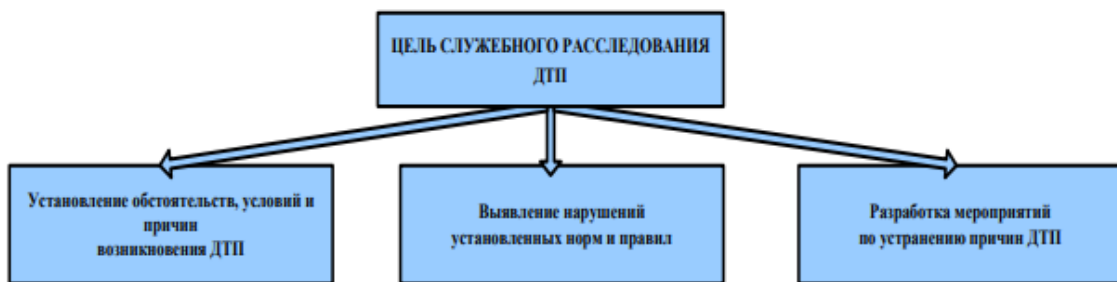 ЦЕЛЬ СЛУЖЕБНОГО РАССЛЕДОВАНИЯ
ДТП
Установление обстоятельств, условий и
причин
возникновения ДТП
Выявление нарушений
установленных норм и правил
Разработка мероприятий
по устранению причин ДТП